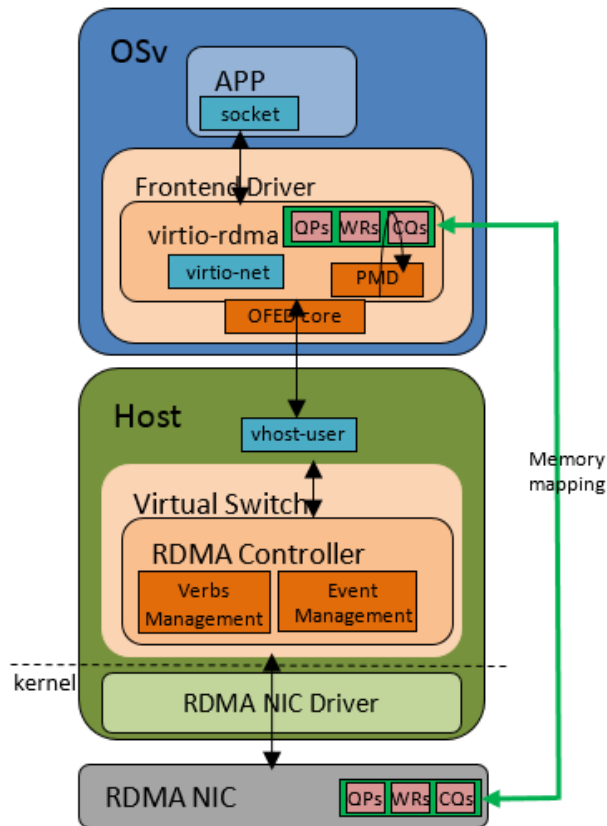 OSv
APP
socket
Frontend Driver
virtio-rdma
QPs WRs CQs
virtio-net
PMD
OFED core
Host
vhost-user
Memory
mapping
Virtual Switch
RDMA Controller
Verbs
Management
Event
Management
kernel
RDMA NIC Driver
RDMA NIC
QPs WRs CQs